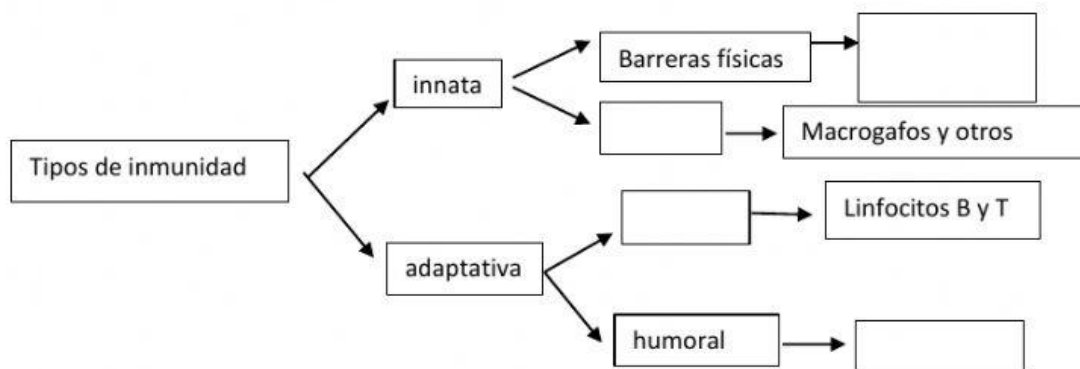 Barreras físicas
innata
Macrogafos y otros
Tipos de inmunidad
Linfocitos B y T
adaptativa
humoral